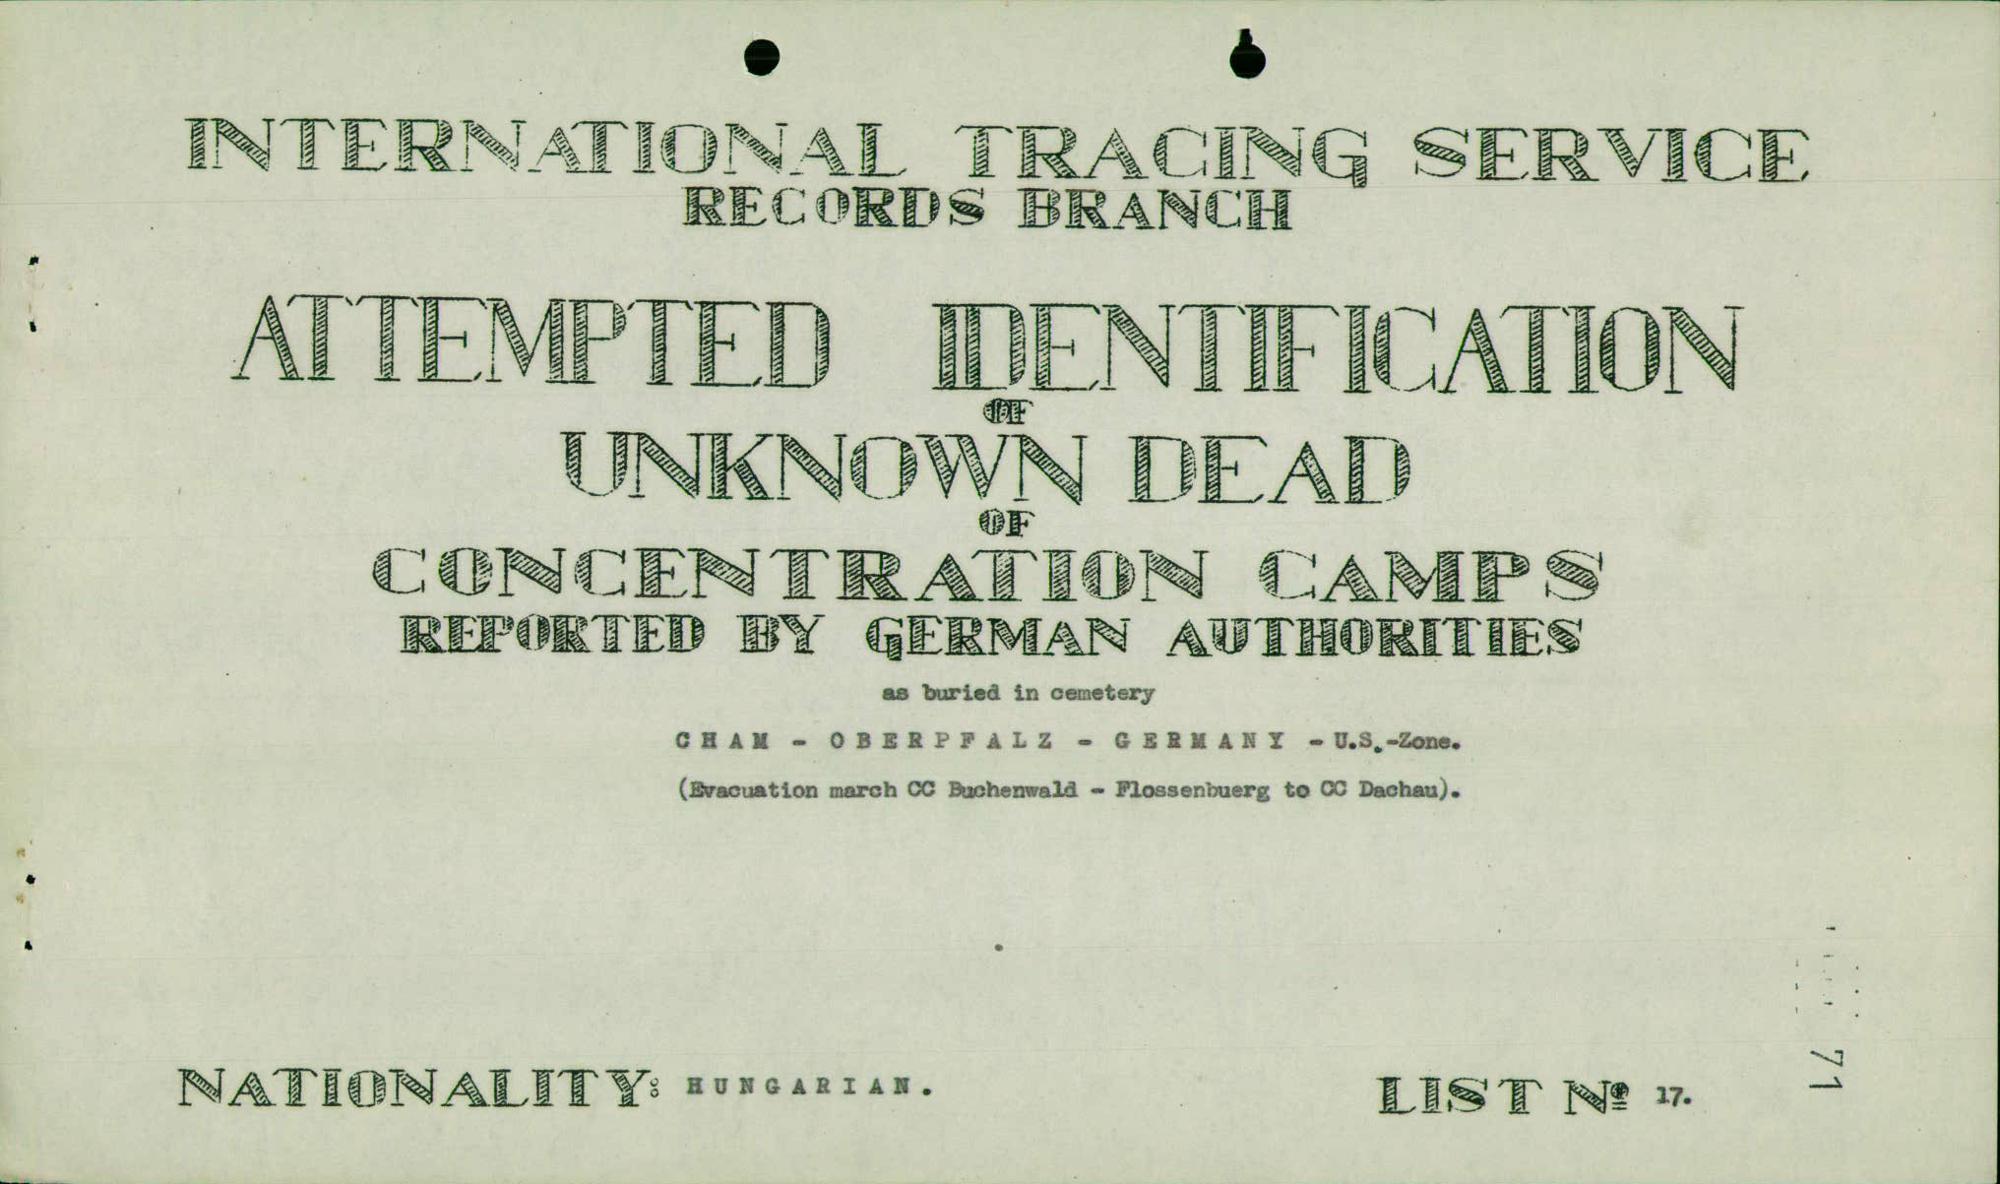 INTERNATIONAL TRACING SERVICE
RECORDS BRANCH
ATTEMPTED IDENTIFICATION
OF
UNKNOWN DEAD
OF
CONCENTRATION CAMPS
REPORTED BY GERMAN AUTHORITIES
as buried in cemetery
CHAM - OBERPFALZ - GERMANY - U.S.-Zone.
(Evacuation march CC Buchenwald - Flossenbuerg to CC Dachau).
NATIONALITY: HUNGARIAN.
LIST Nº 17.
71